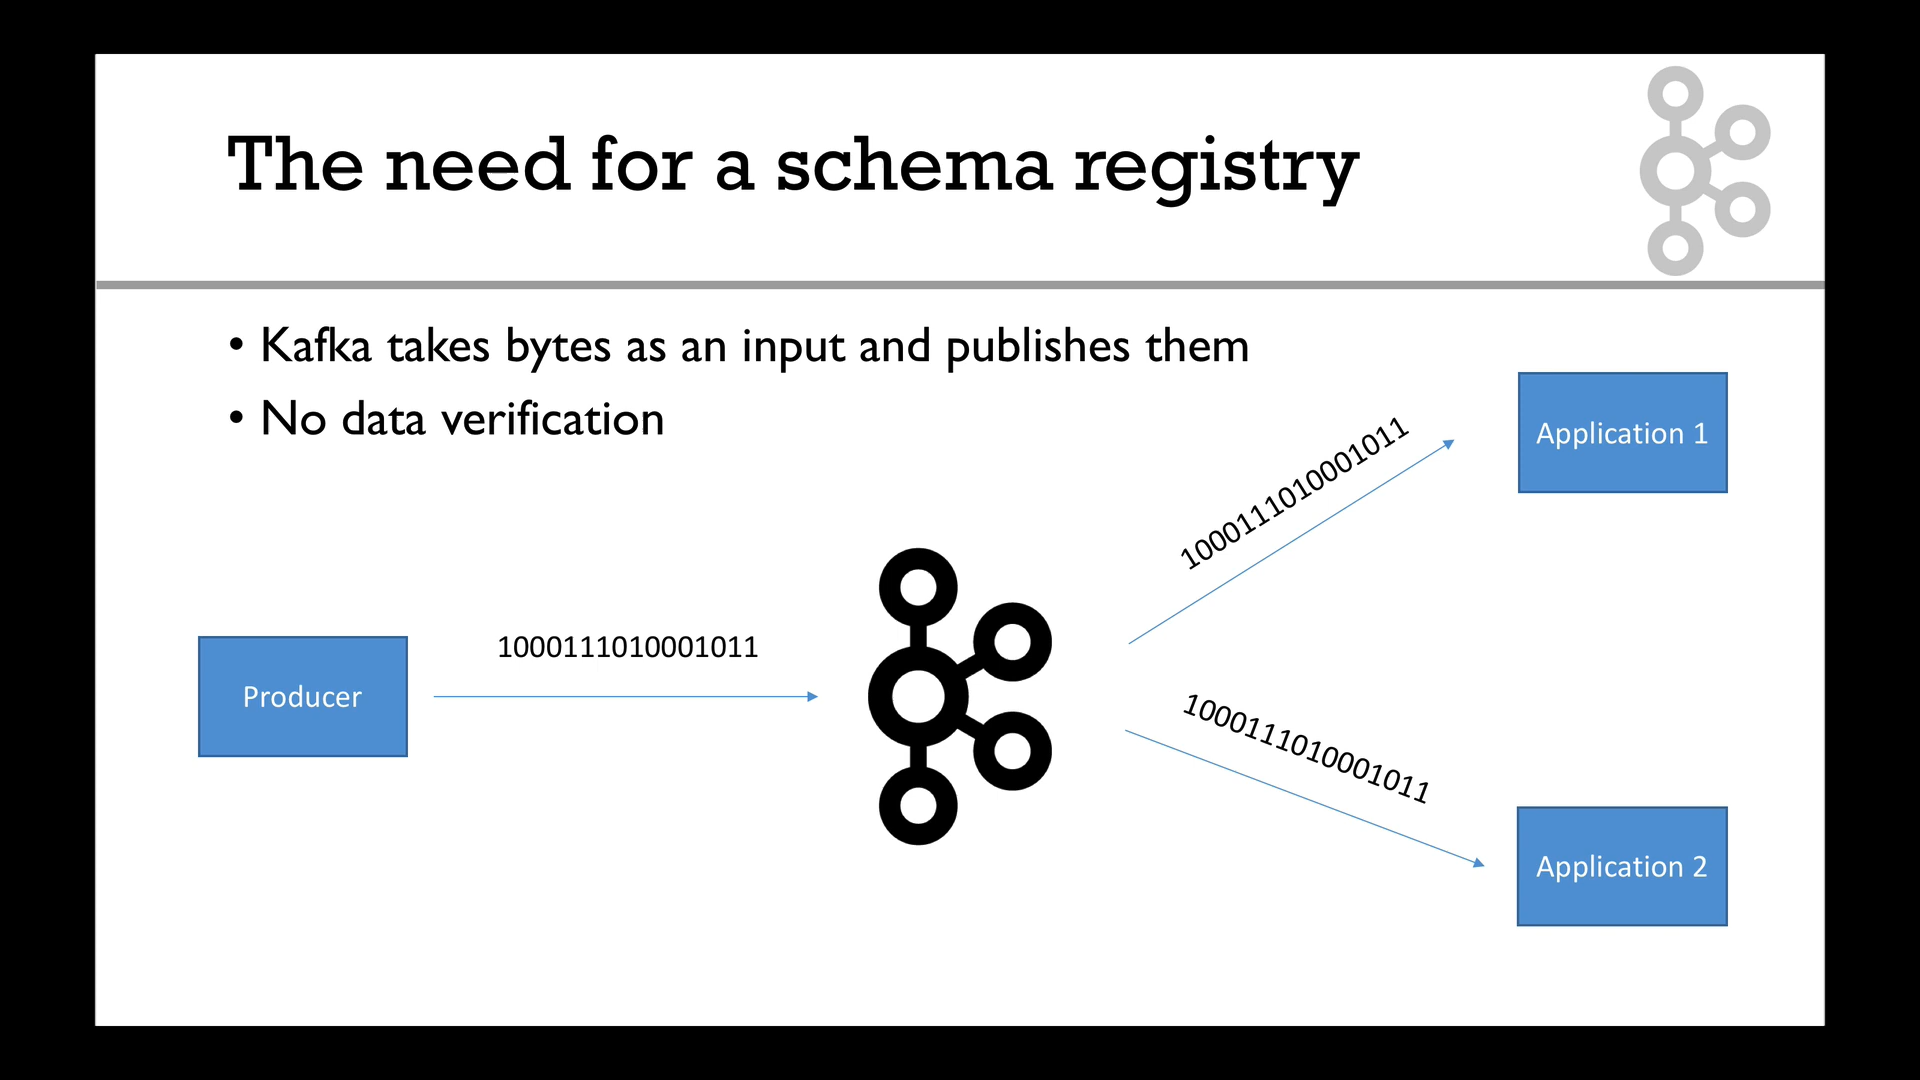 The need for a schema registry
• Kafka takes bytes as an input and publishes them
• No data verification
Application 1
1000111010001011
1000111010001011
Producer
1000111010001011
Application 2